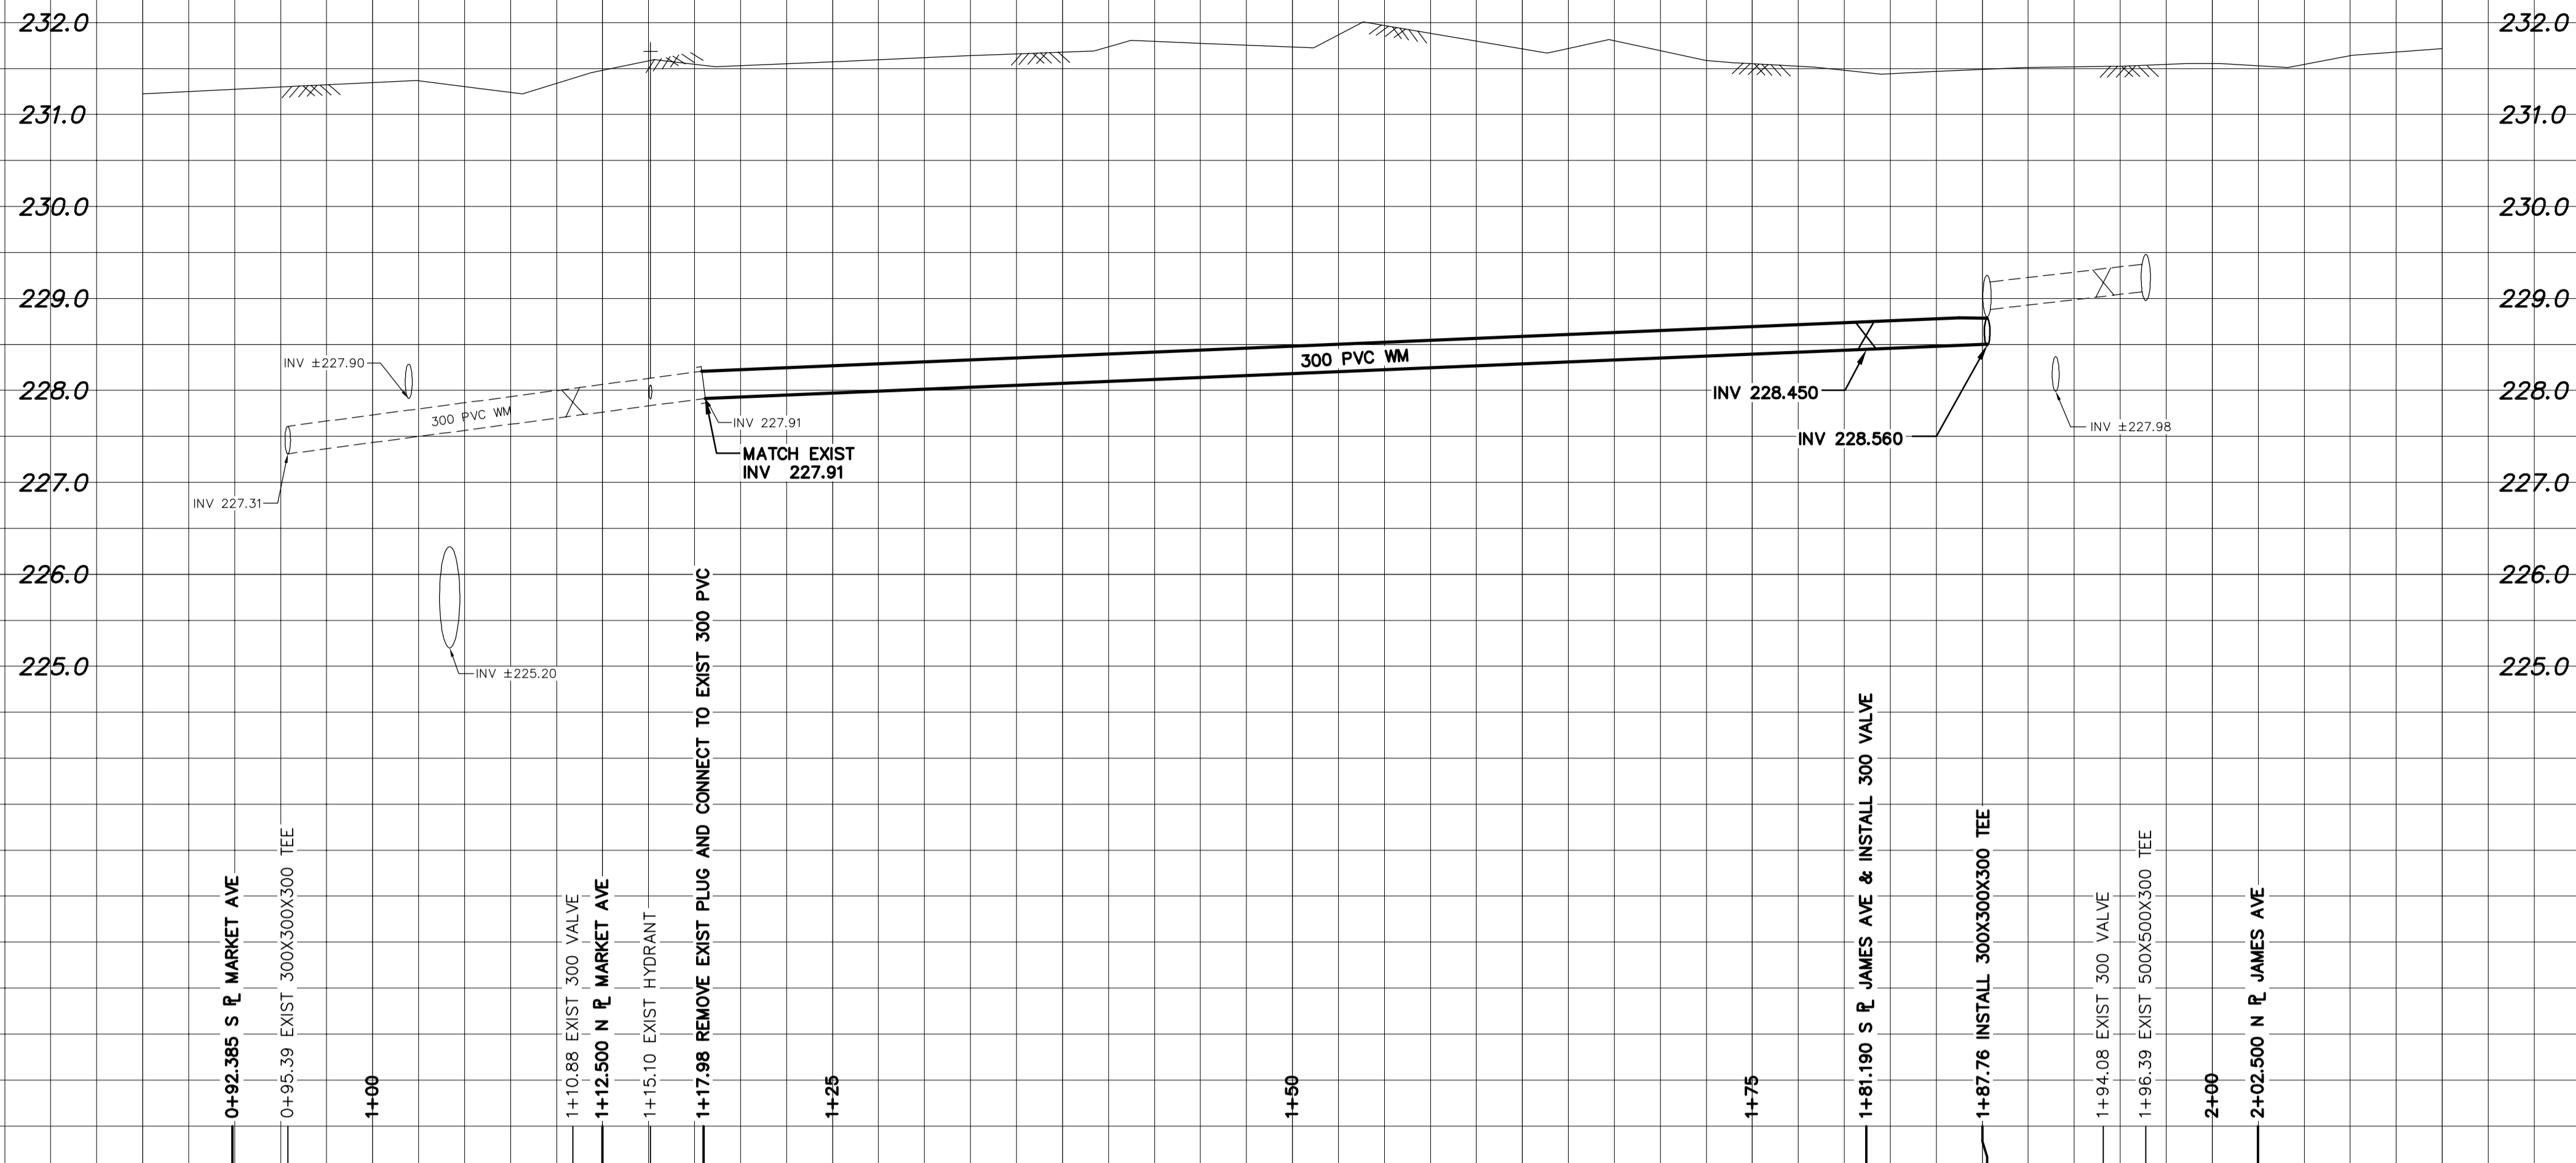 232.0 232.0
231.0 231.0
230.0 230.0
229.0 229.0
INV ±227.90
228.0 228.0
300 PVC WM
300 PVC WM
INV 228.450
INV 227.91
INV ±227.98
INV 228.560
MATCH EXIST
INV 227.91
227.0 227.0
INV 227.31
226.0 226.0
225.0 225.0
INV ±225.20
0+92.385 S PL MARKET AVE
0+95.39 EXIST 300X300X300 TEE
1+00
1+10.88 EXIST 300 VALVE
1+12.500 N PL MARKET AVE
1+15.10 EXIST HYDRANT
1+17.98 REMOVE EXIST PLUG AND CONNECT TO EXIST 300 PVC
1+25
1+50
1+75
1+81.190 S PL JAMES AVE & INSTALL 300 VALVE
1+87.76 INSTALL 300X300X300 TEE
1+94.08 EXIST 300 VALVE
1+96.39 EXIST 500X500X300 TEE
2+00
2+02.500 N PL JAMES AVE